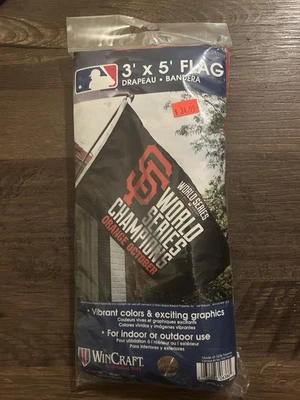 3' x 5' FLAG
DRAPEAU • BANDERA
SF
WORLD SERIES
WORLD
SERIES
CHAMPIONS
ORANGE OCTOBER
• Vibrant colors & exciting graphics
Couleurs vives et graphiques excitants
Colores vívidos y imágenes vibrantes
• For indoor or outdoor use
Pour utilisation à l'intérieur ou l'extérieur
Para interiores y exteriores
WINCRAFT